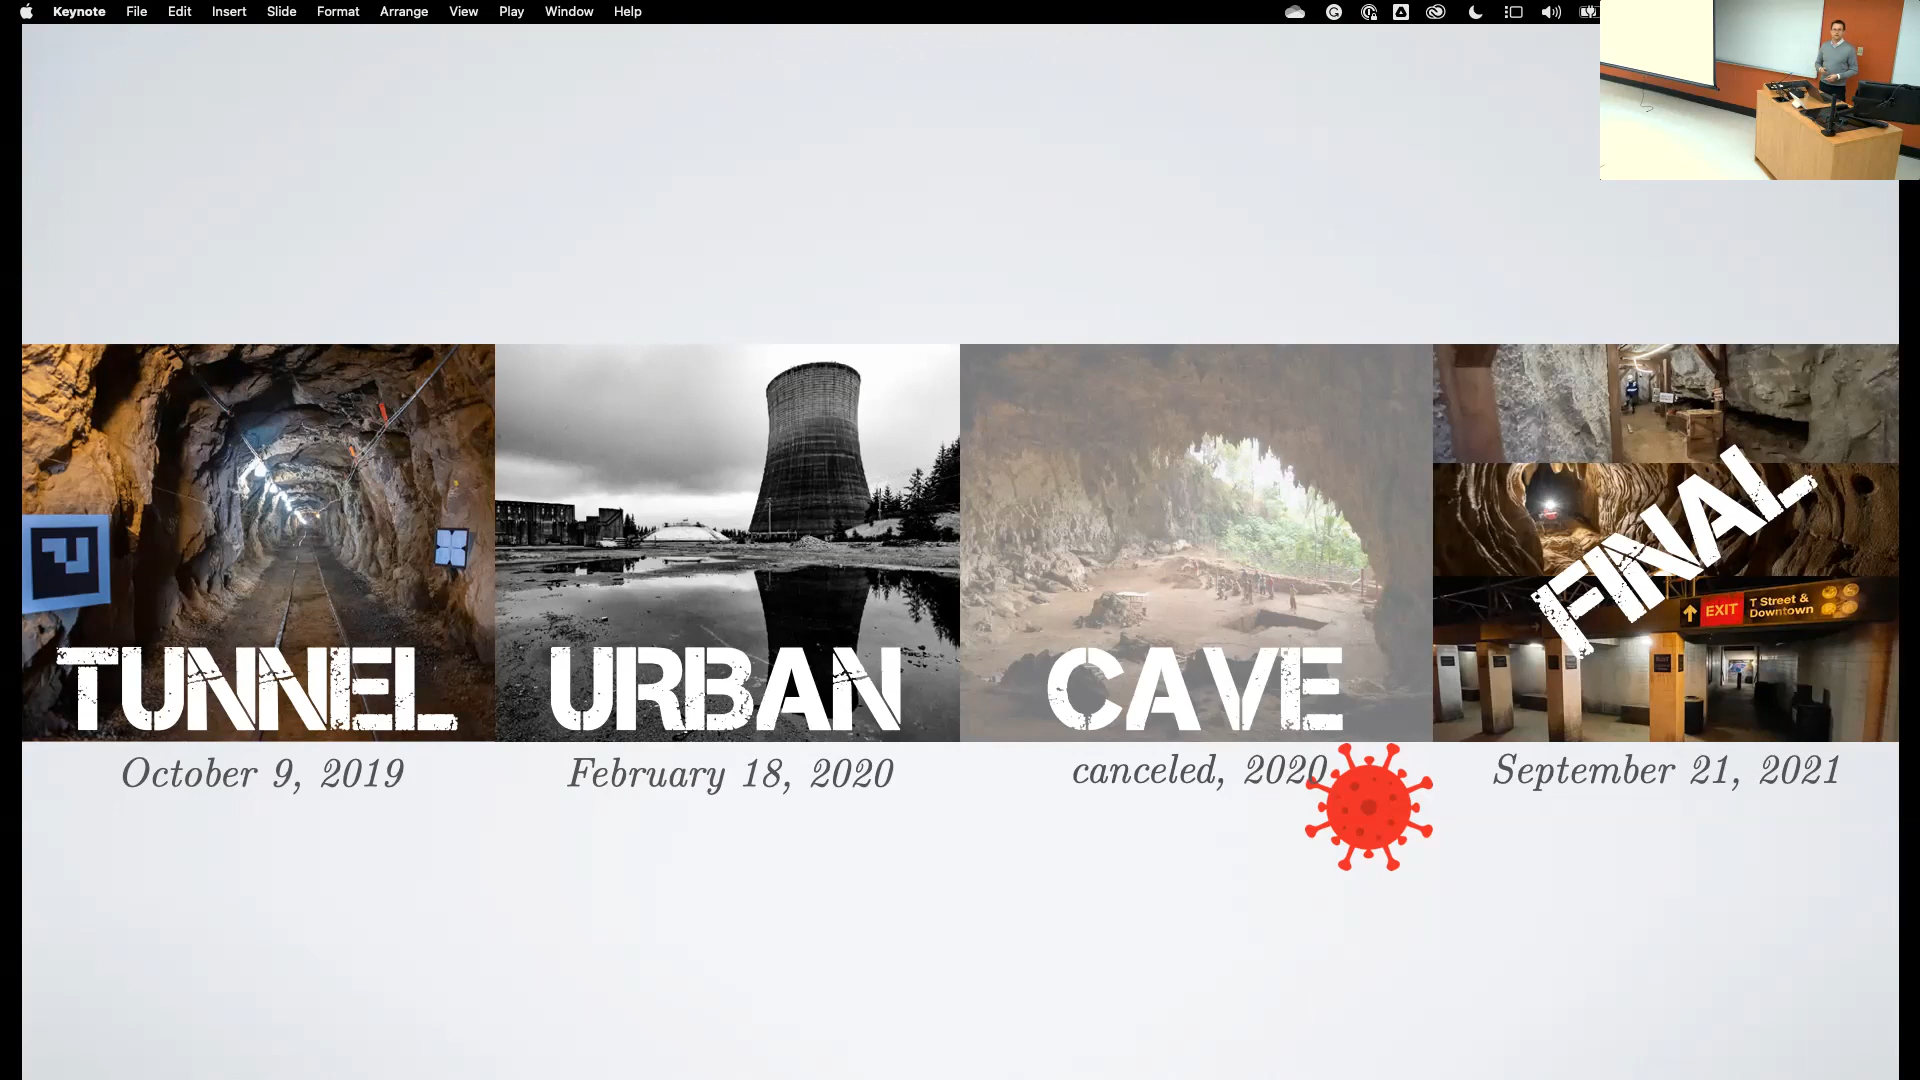 Keynote File Edit Insert Slide Format Arrange View Play Window Help
FINAL
EXIT
T Street &
Downtown
TUNNEL
URBAN
CAVE
October 9, 2019
February 18, 2020
canceled, 2020
September 21, 2021